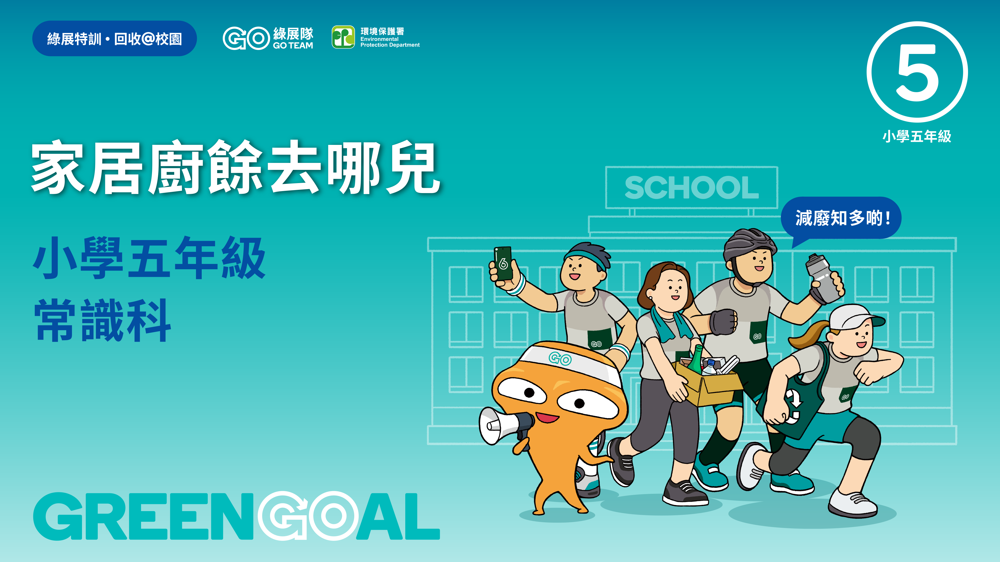 綠展特訓•回收@校園
GO 綠展隊
GO TEAM
環境保護署
Environmental
Protection Department
5
小學五年級
家居廚餘去哪兒
小學五年級
常識科
SCHOOL
減廢知多啲!
6
GO
GO
GO
GO
GREENGOAL